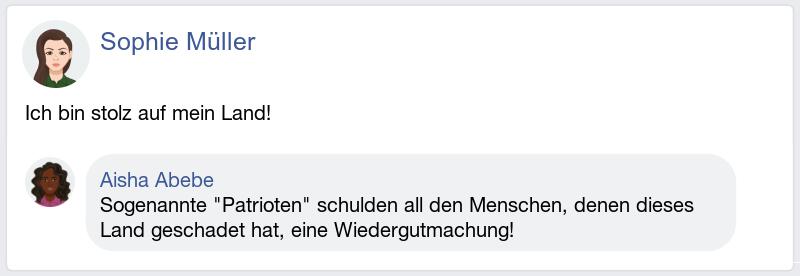 Sophie Müller
Ich bin stolz auf mein Land!
Aisha Abebe
Sogenannte "Patrioten" schulden all den Menschen, denen dieses
Land geschadet hat, eine Wiedergutmachung!